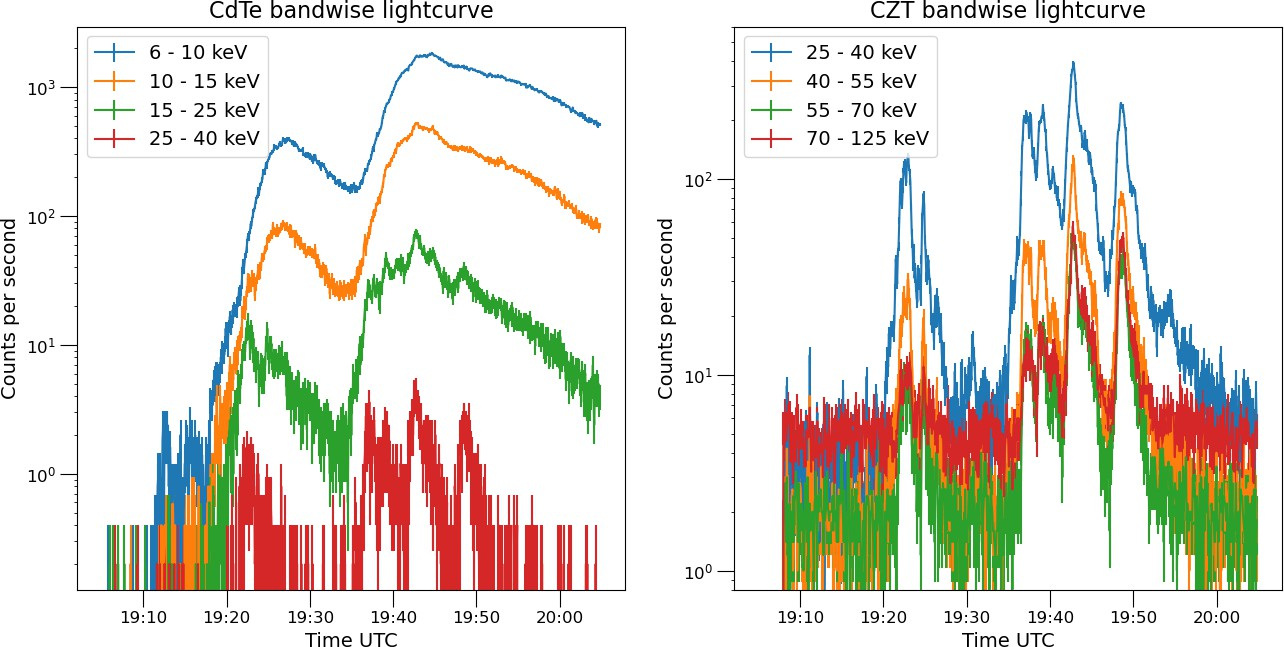 CdTe bandwise lightcurve
6 - 10 keV
10 - 15 keV
15 - 25 keV
25 - 40 keV
Counts per second
10³
10²
10¹
10⁰
19:10 19:20 19:30 19:40 19:50 20:00
Time UTC
CZT bandwise lightcurve
25 - 40 keV
40 - 55 keV
55 - 70 keV
70 - 125 keV
Counts per second
10²
10¹
10⁰
19:10 19:20 19:30 19:40 19:50 20:00
Time UTC